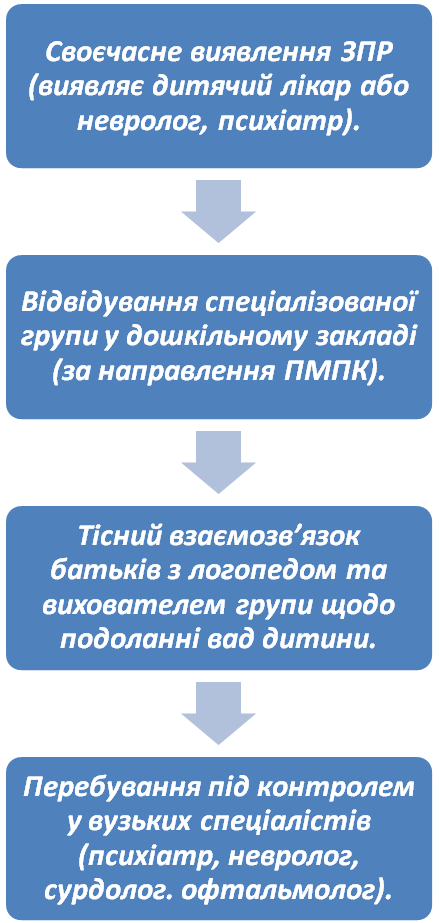 Своєчасне виявлення ЗПР
(виявляє дитячий лікар або
невролог, психіатр).
Відвідування спеціалізованої
групи у дошкільному закладі
(за направлення ПМПК).
Тісний взаємозв’язок
батьків з логопедом та
вихователем групи щодо
подоланні вад дитини.
Перебування під контролем
у вузьких спеціалістів
(психіатр, невролог,
сурдолог. офтальмолог).